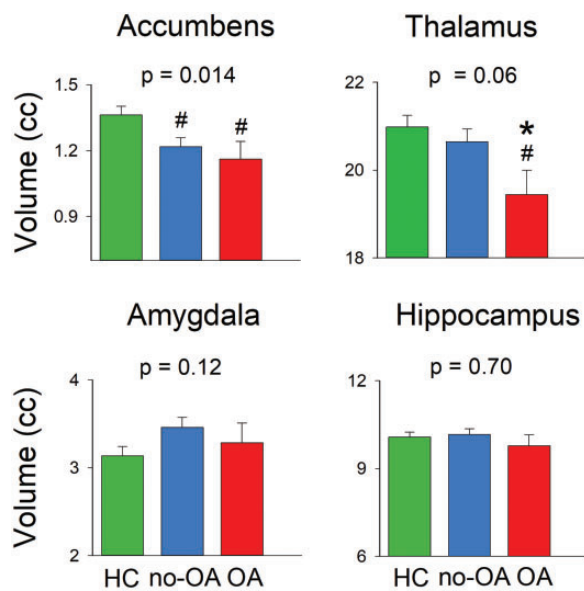 Accumbens
Thalamus
Volume (cc)
p = 0.014
p = 0.06
1.5
1.2
0.9
#
#
22
20
18
*
#
Amygdala
Hippocampus
Volume (cc)
p = 0.12
p = 0.70
4
3
2
12
9
6
HC no-OA OA
HC no-OA OA